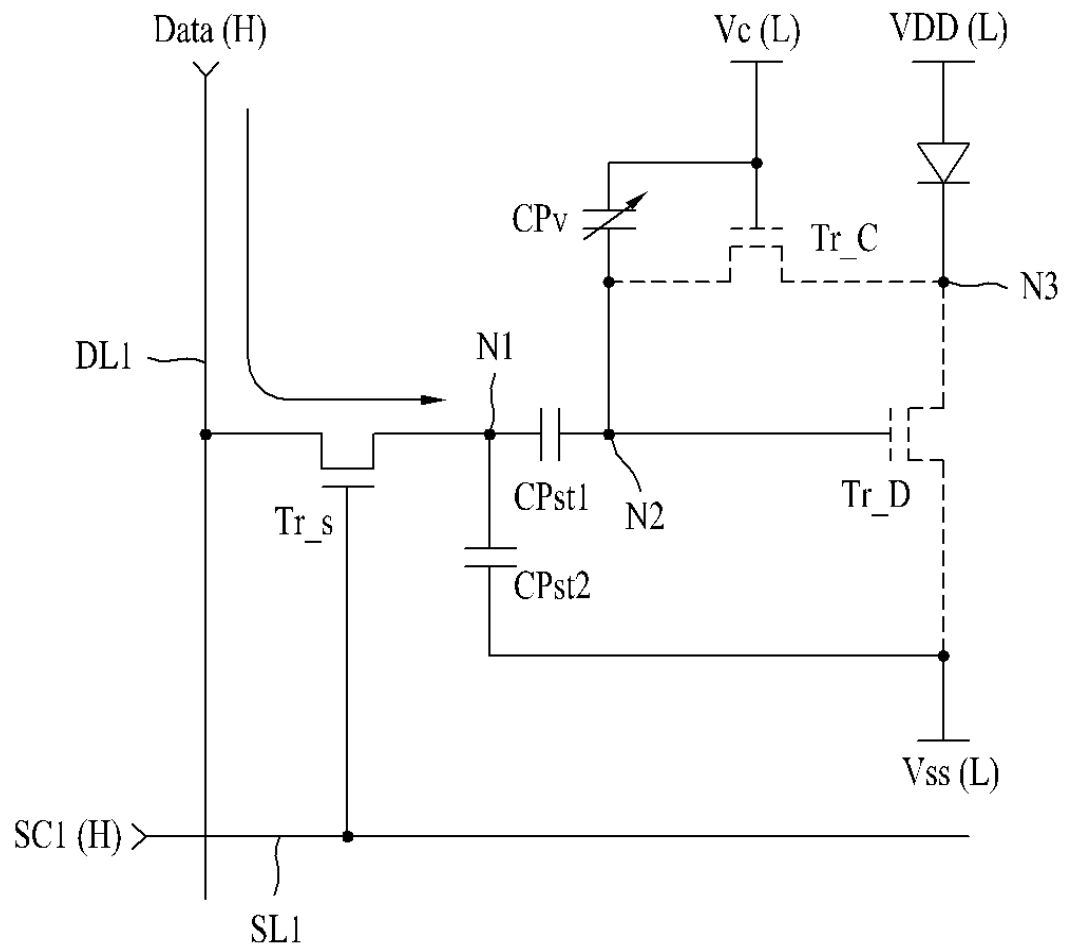 Data (H)
Vc (L)
VDD (L)
CPv
Tr_C
N3
DL1
N1
CPst1
N2
Tr_D
Tr_s
CPst2
Vss (L)
SC1 (H)
SL1